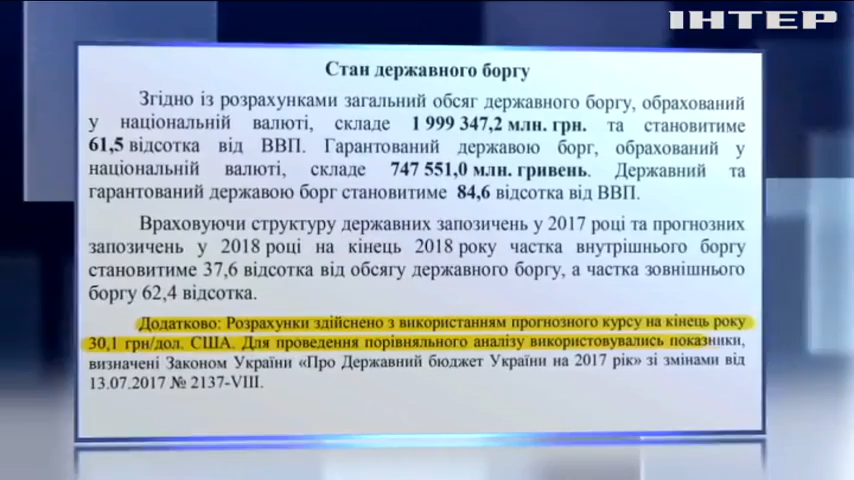 ІНТЕР
Стан державного боргу
Згідно із розрахунками загальний обсяг державного боргу, обрахований
у національній валюті, складе 1 999 347,2 млн. грн. та становитиме
61,5 відсотка від ВВП. Гарантований державою борг, обрахований у
національній валюті, складе 747 551,0 млн. гривень. Державний та
гарантований державою борг становитиме 84,6 відсотка від ВВП.
Враховуючи структуру державних запозичень у 2017 році та прогнозних
запозичень у 2018 році на кінець 2018 року частка внутрішнього боргу
становитиме 37,6 відсотка від обсягу державного боргу, а частка зовнішнього
боргу 62,4 відсотка.
Додатково: Розрахунки здійснено з використанням прогнозного курсу на кінець року
30,1 грн/дол. США. Для проведення порівняльного аналізу використовувались показники,
визначені Законом України «Про Державний бюджет України на 2017 рік» зі змінами від
13.07.2017 № 2137-VIII.